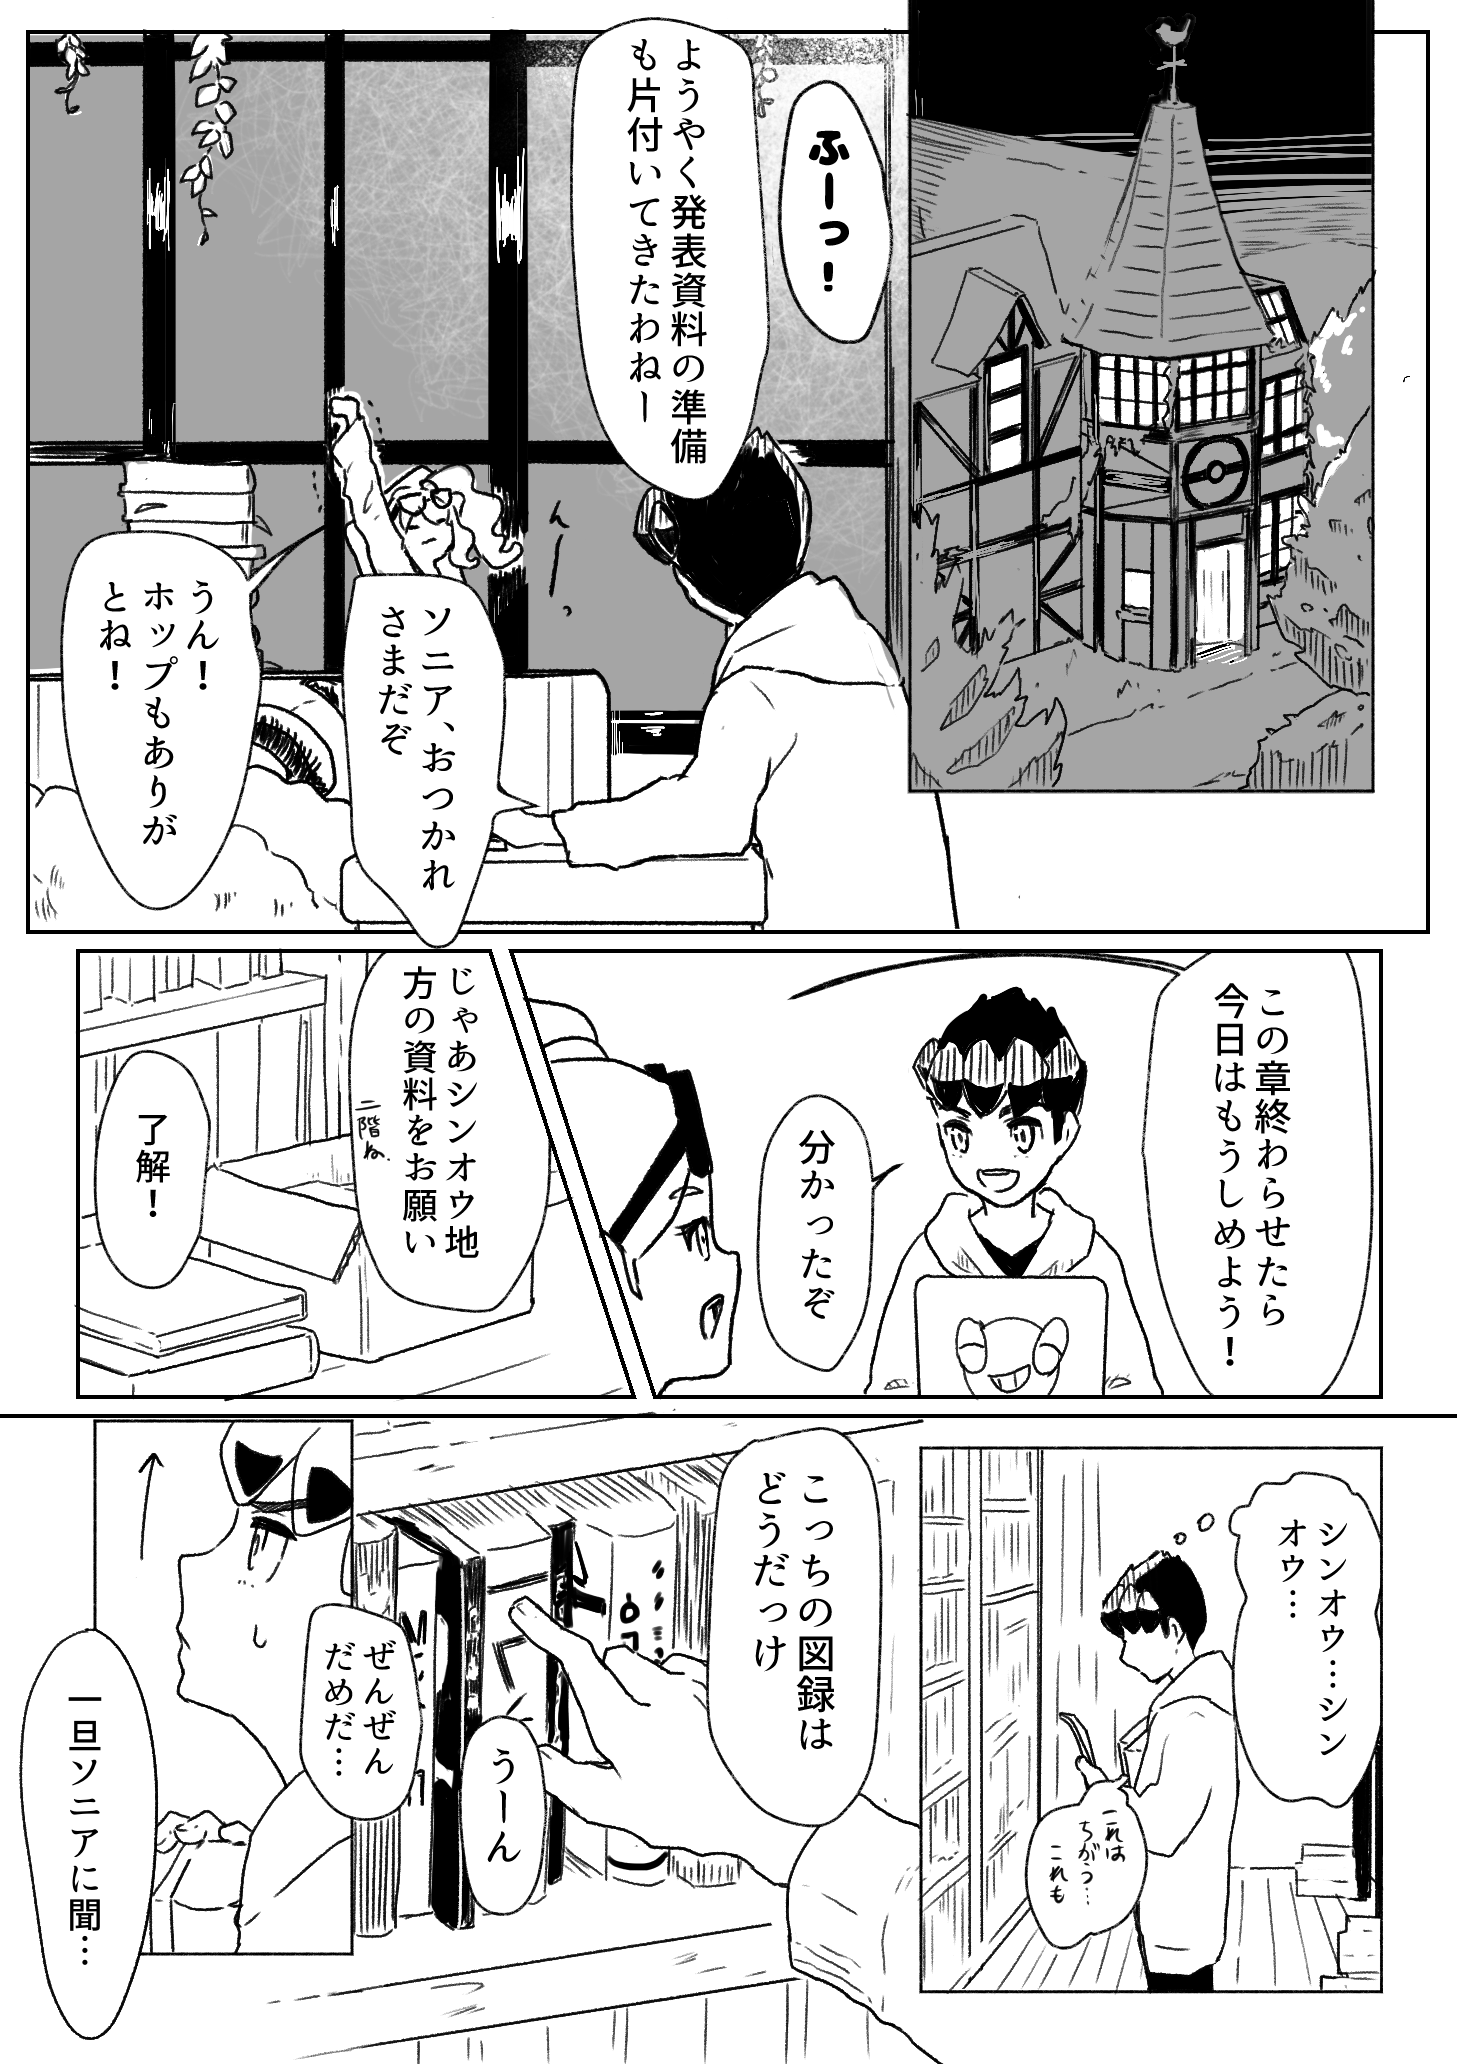 ふーっ!
ようやく発表資料の準備
も片付いてきたわねー
んーっ
ソニア、おつかれ
さまだぞ
うん!
ホップもありが
とね!
この章終わらせたら
今日はもうしめよう!
分かったぞ
じゃあシンオウ地
方の資料をお願い
二階ね.
了解!
シンオウ…シン
オウ…
これは
ちがう…
これも
こっちの図録は
どうだっけ
うーん
ぜんぜん
だめだ…
一旦ソニアに聞…